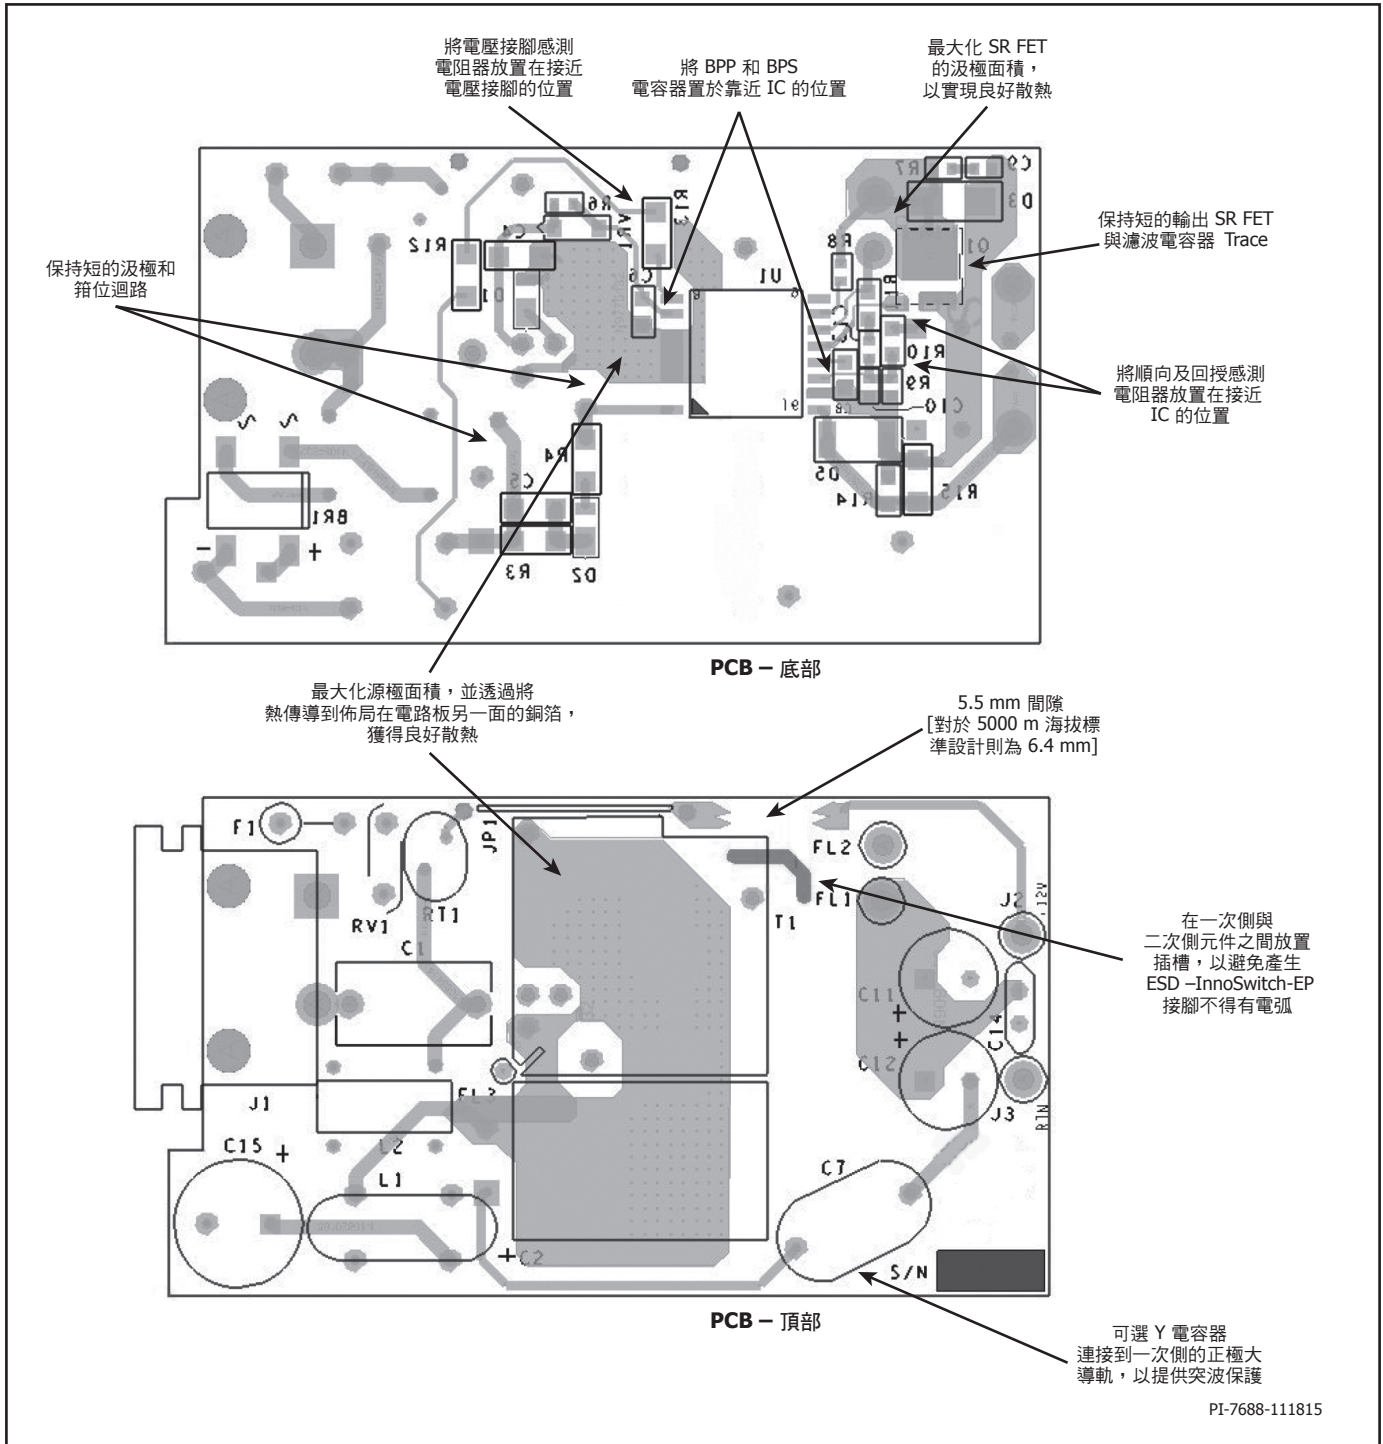 將電壓接腳感測
電阻器放置在接近
電壓接腳的位置
將 BPP 和 BPS
電容器置於靠近 IC 的位置
最大化 SR FET
的汲極面積，
以實現良好散熱
保持短的輸出 SR FET
與濾波電容器 Trace
保持短的汲極和
箝位迴路
將順向及回授感測
電阻器放置在接近
IC 的位置
R7
C9
D3
R6
VR1
R13
R12
C4
D1
C6
U1
R8
Q1
R10
R9
C10
16
R4
C5
D5
R14
R15
BR1
- +
R3
D2
PCB – 底部
最大化源極面積，並透過將
熱傳導到佈局在電路板另一面的銅箔，
獲得良好散熱
5.5 mm 間隙
[對於 5000 m 海拔標
準設計則為 6.4 mm]
F1
JP1
FL2
RV1
RT1
FL1
T1
J2
+12V
C1
在一次側與
二次側元件之間放置
插槽，以避免產生
ESD –InnoSwitch-EP
接腳不得有電弧
C11
+
+
C14
C12
J1
FL3
J3
RTN
C15
+
L2
L1
C7
+
C2
S/N
PCB – 頂部
可選 Y 電容器
連接到一次側的正極大
導軌，以提供突波保護
PI-7688-111815